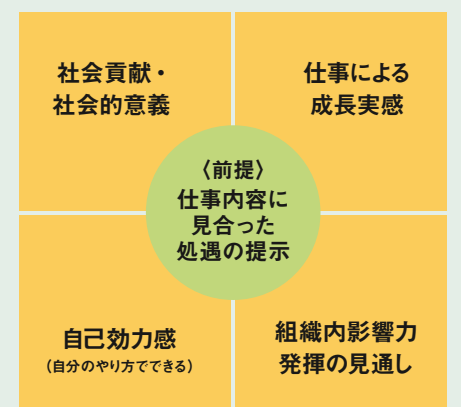 社会貢献・
社会的意義
仕事による
成長実感
〈前提〉
仕事内容に
見合った
処遇の提示
自己効力感
（自分のやり方でできる）
組織内影響力
発揮の見通し